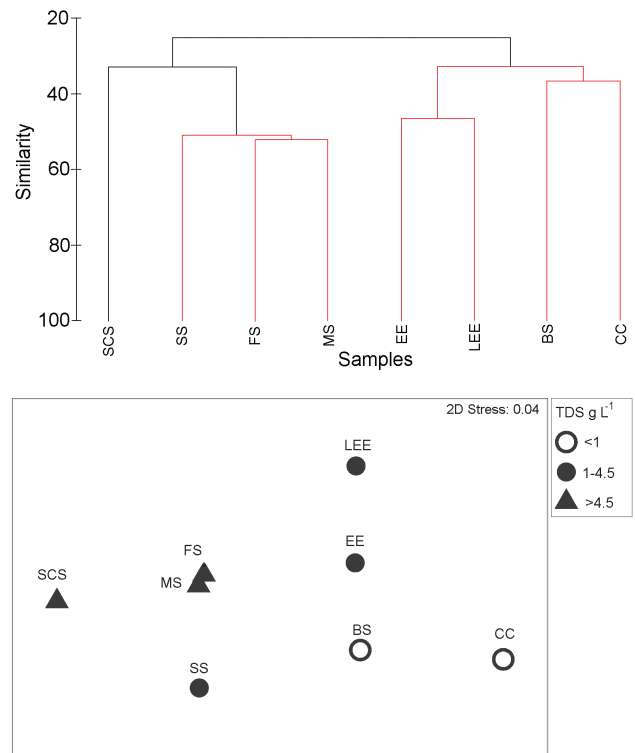 20
40
60
80
100
Similarity
SCS SS FS MS EE LEE BS CC
Samples
2D Stress: 0.04
TDS g L⁻¹
<1
1-4.5
>4.5
LEE
EE
FS
MS
SCS
BS
CC
SS